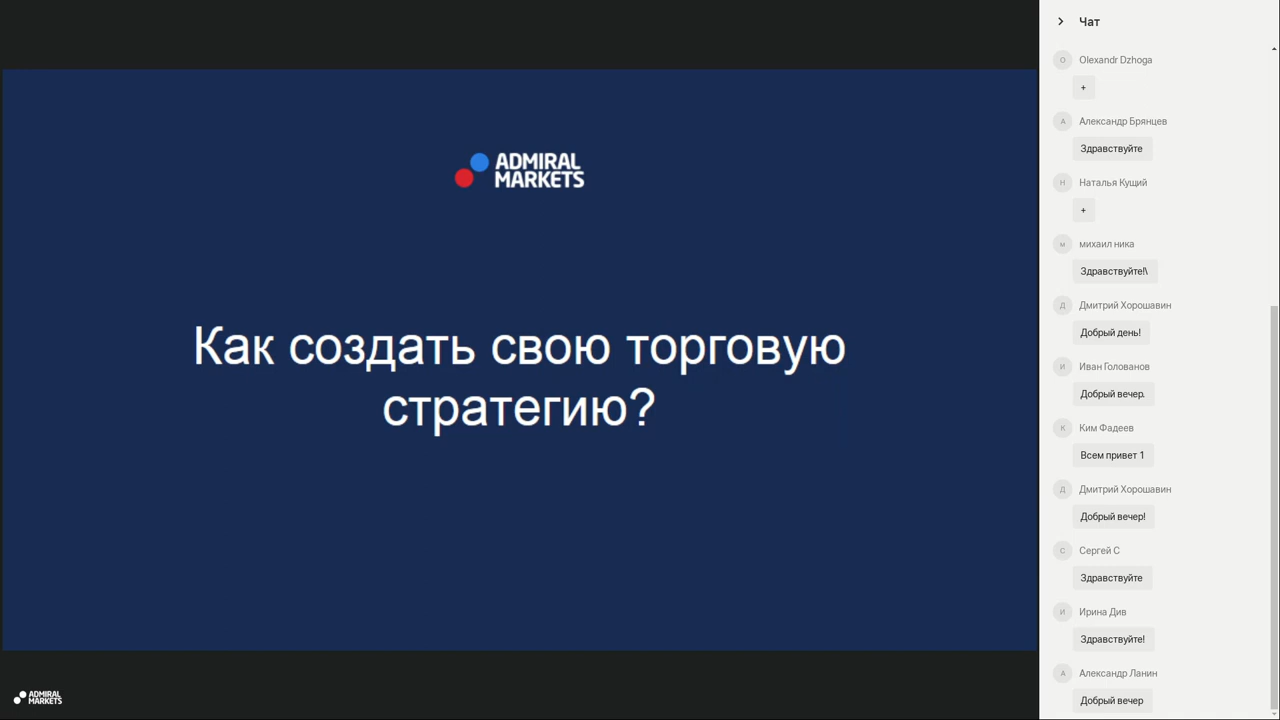 ADMIRAL
MARKETS
Как создать свою торговую
стратегию?
ADMIRAL
MARKETS
Чат
O
Olexandr Dzhoga
+
А
Александр Брянцев
Здравствуйте
Н
Наталья Кущий
+
м
михаил ника
Здравствуйте!\
Д
Дмитрий Хорошавин
Добрый день!
И
Иван Голованов
Добрый вечер.
К
Ким Фадеев
Всем привет 1
Д
Дмитрий Хорошавин
Добрый вечер!
С
Сергей С
Здравствуйте
И
Ирина Див
Здравствуйте!
А
Александр Ланин
Добрый вечер